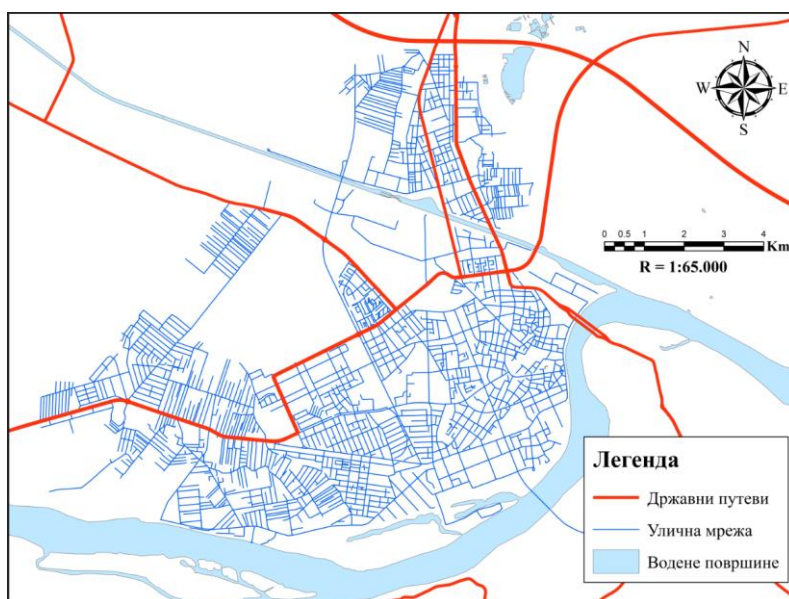 N
W E
S
0 0.5 1 2 3 4
Km
R = 1:65.000
Легенда
Државни путеви
Улична мрежа
Водене површине